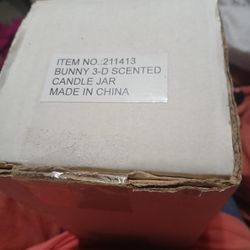 ITEM NO.:211413
BUNNY 3-D SCENTED
CANDLE JAR
MADE IN CHINA